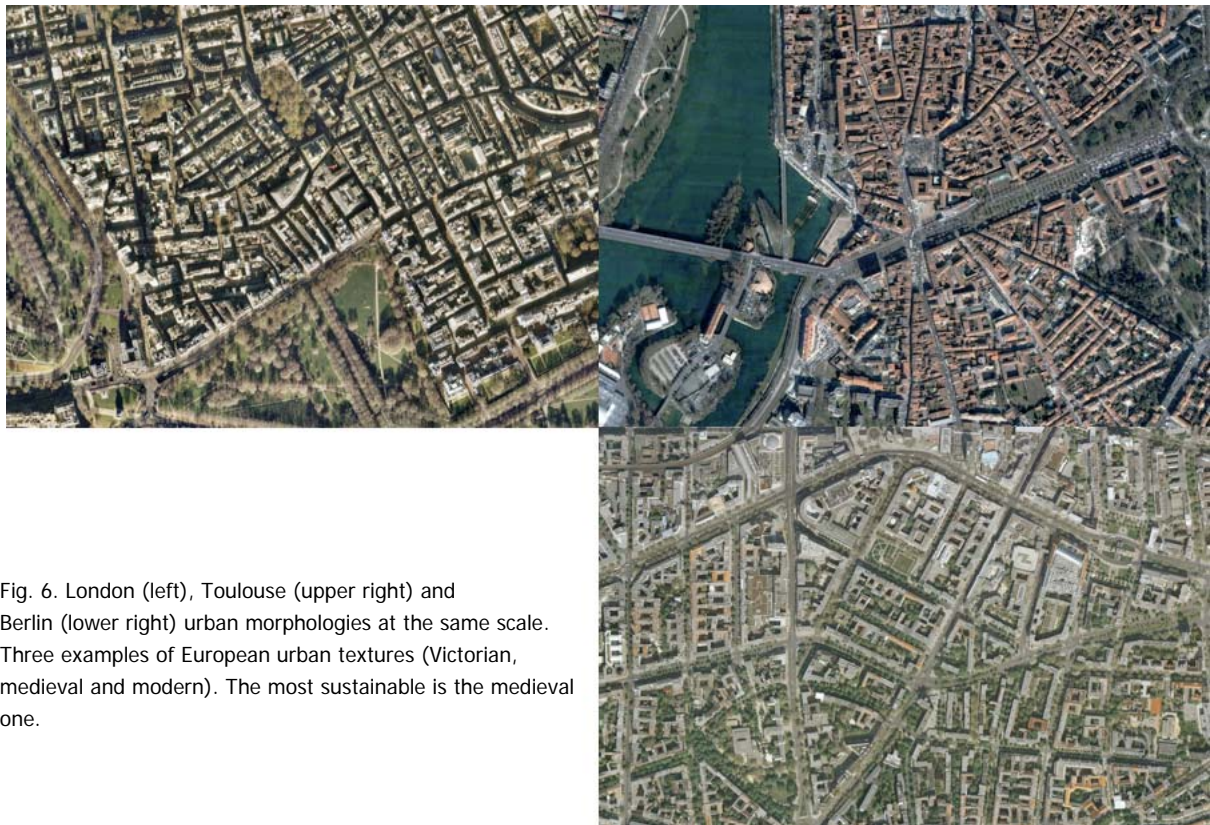 Fig. 6. London (left), Toulouse (upper right) and
Berlin (lower right) urban morphologies at the same scale.
Three examples of European urban textures (Victorian,
medieval and modern). The most sustainable is the medieval
one.